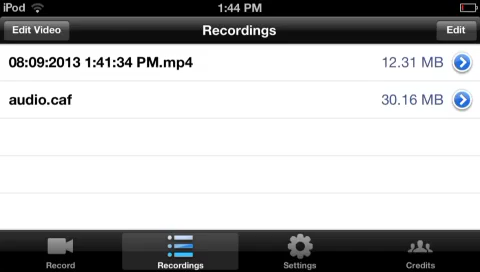 iPod 1:44 PM
Edit Video Recordings Edit
08:09:2013 1:41:34 PM.mp4 12.31 MB
audio.caf 30.16 MB
Record Recordings Settings Credits